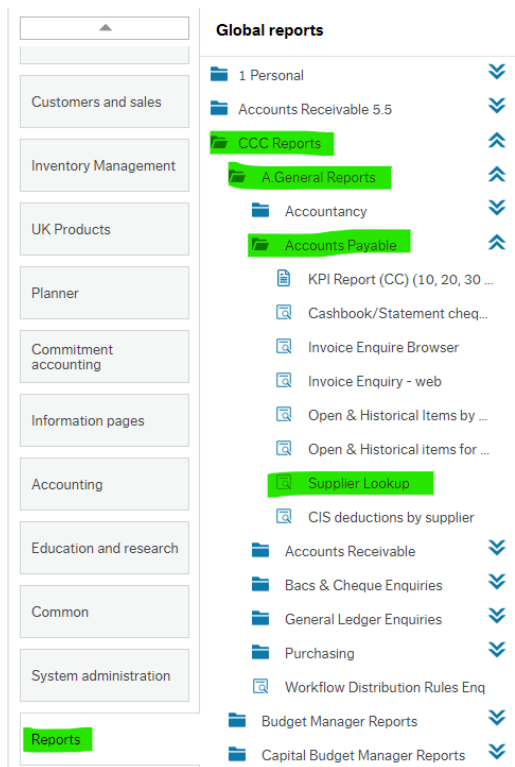 Global reports
Customers and sales
Inventory Management
UK Products
Planner
Commitment
accounting
Information pages
Accounting
Education and research
Common
System administration
Reports
1 Personal
Accounts Receivable 5.5
CCC Reports
A.General Reports
Accountancy
Accounts Payable
KPI Report (CC) (10, 20, 30 ...
Cashbook/Statement cheq...
Invoice Enquire Browser
Invoice Enquiry - web
Open & Historical Items by ...
Open & Historical items for ...
Supplier Lookup
CIS deductions by supplier
Accounts Receivable
Bacs & Cheque Enquiries
General Ledger Enquiries
Purchasing
Workflow Distribution Rules Enq
Budget Manager Reports
Capital Budget Manager Reports